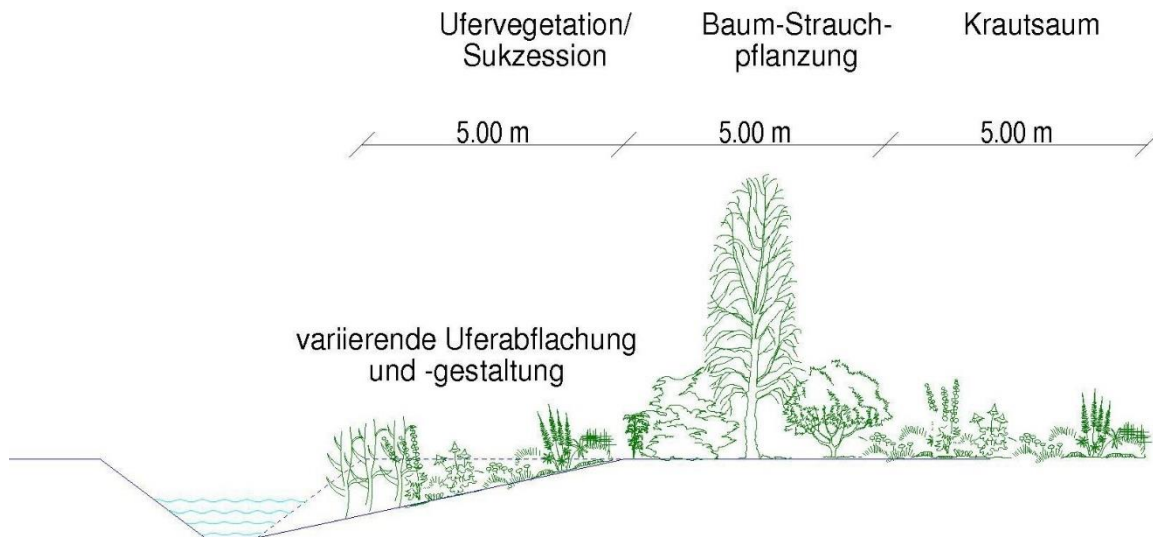 Ufervegetation/
Sukzession
Baum-Strauch-
pflanzung
Krautsaum
5.00 m
5.00 m
5.00 m
variierende Uferabflachung
und -gestaltung